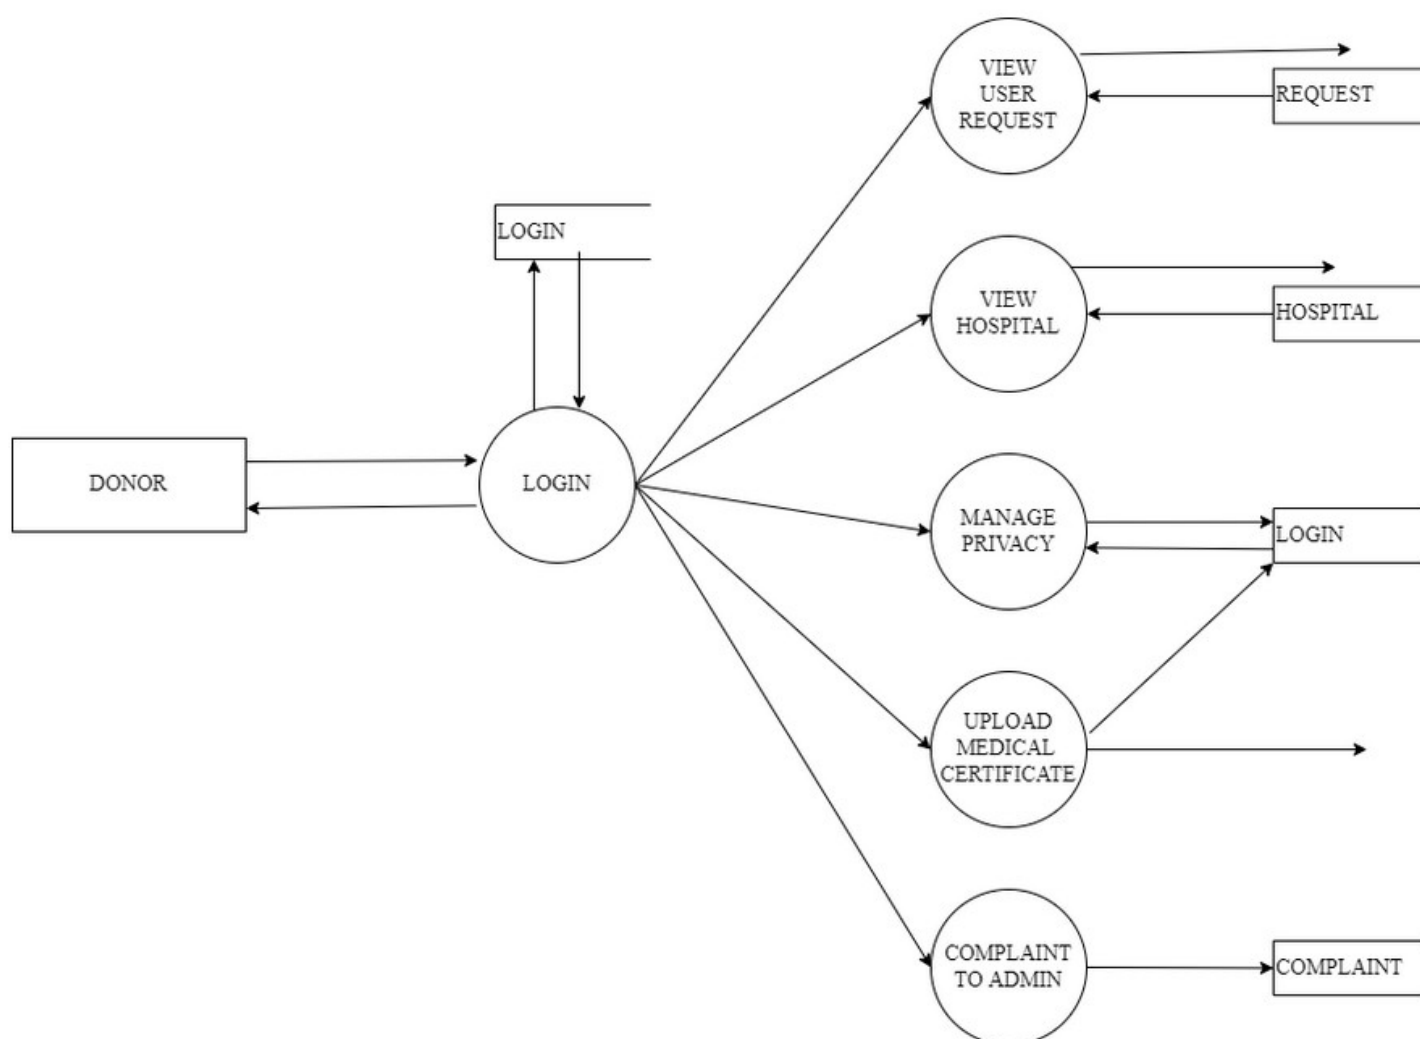 VIEW
USER
REQUEST
REQUEST
LOGIN
VIEW
HOSPITAL
HOSPITAL
DONOR
LOGIN
MANAGE
PRIVACY
LOGIN
UPLOAD
MEDICAL
CERTIFICATE
COMPLAINT
TO ADMIN
COMPLAINT